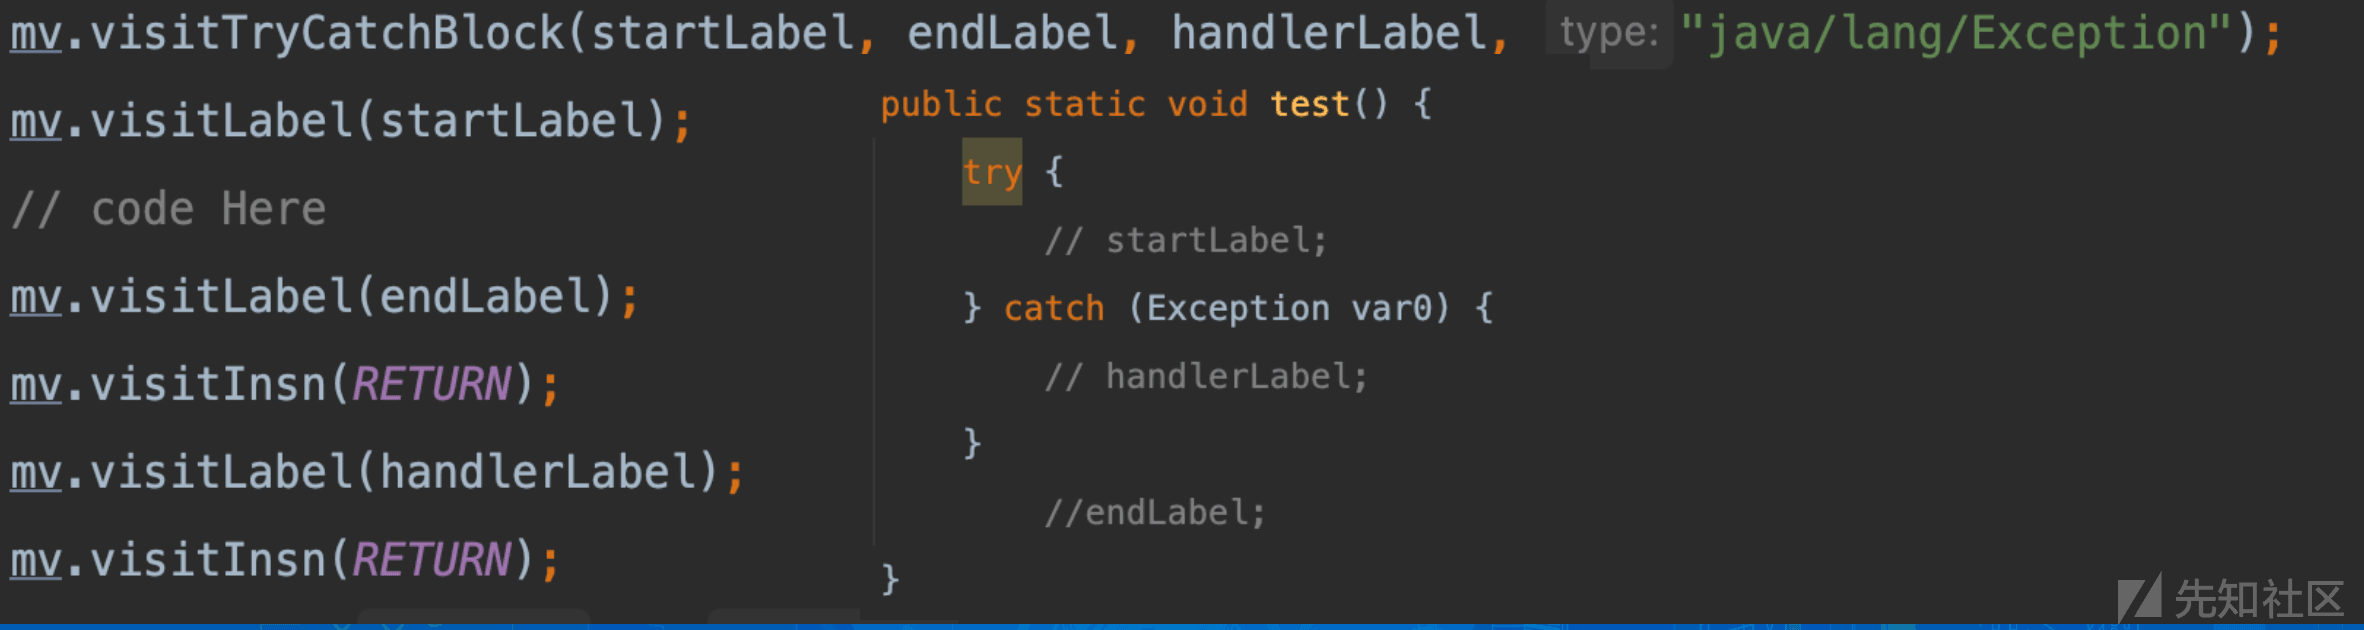 mv.visitTryCatchBlock(startLabel, endLabel, handlerLabel, type: "java/lang/Exception");
mv.visitLabel(startLabel);
// code Here
mv.visitLabel(endLabel);
mv.visitInsn(RETURN);
mv.visitLabel(handlerLabel);
mv.visitInsn(RETURN);
public static void test() {
try {
// startLabel;
} catch (Exception var0) {
// handlerLabel;
}
//endLabel;
}
先知社区